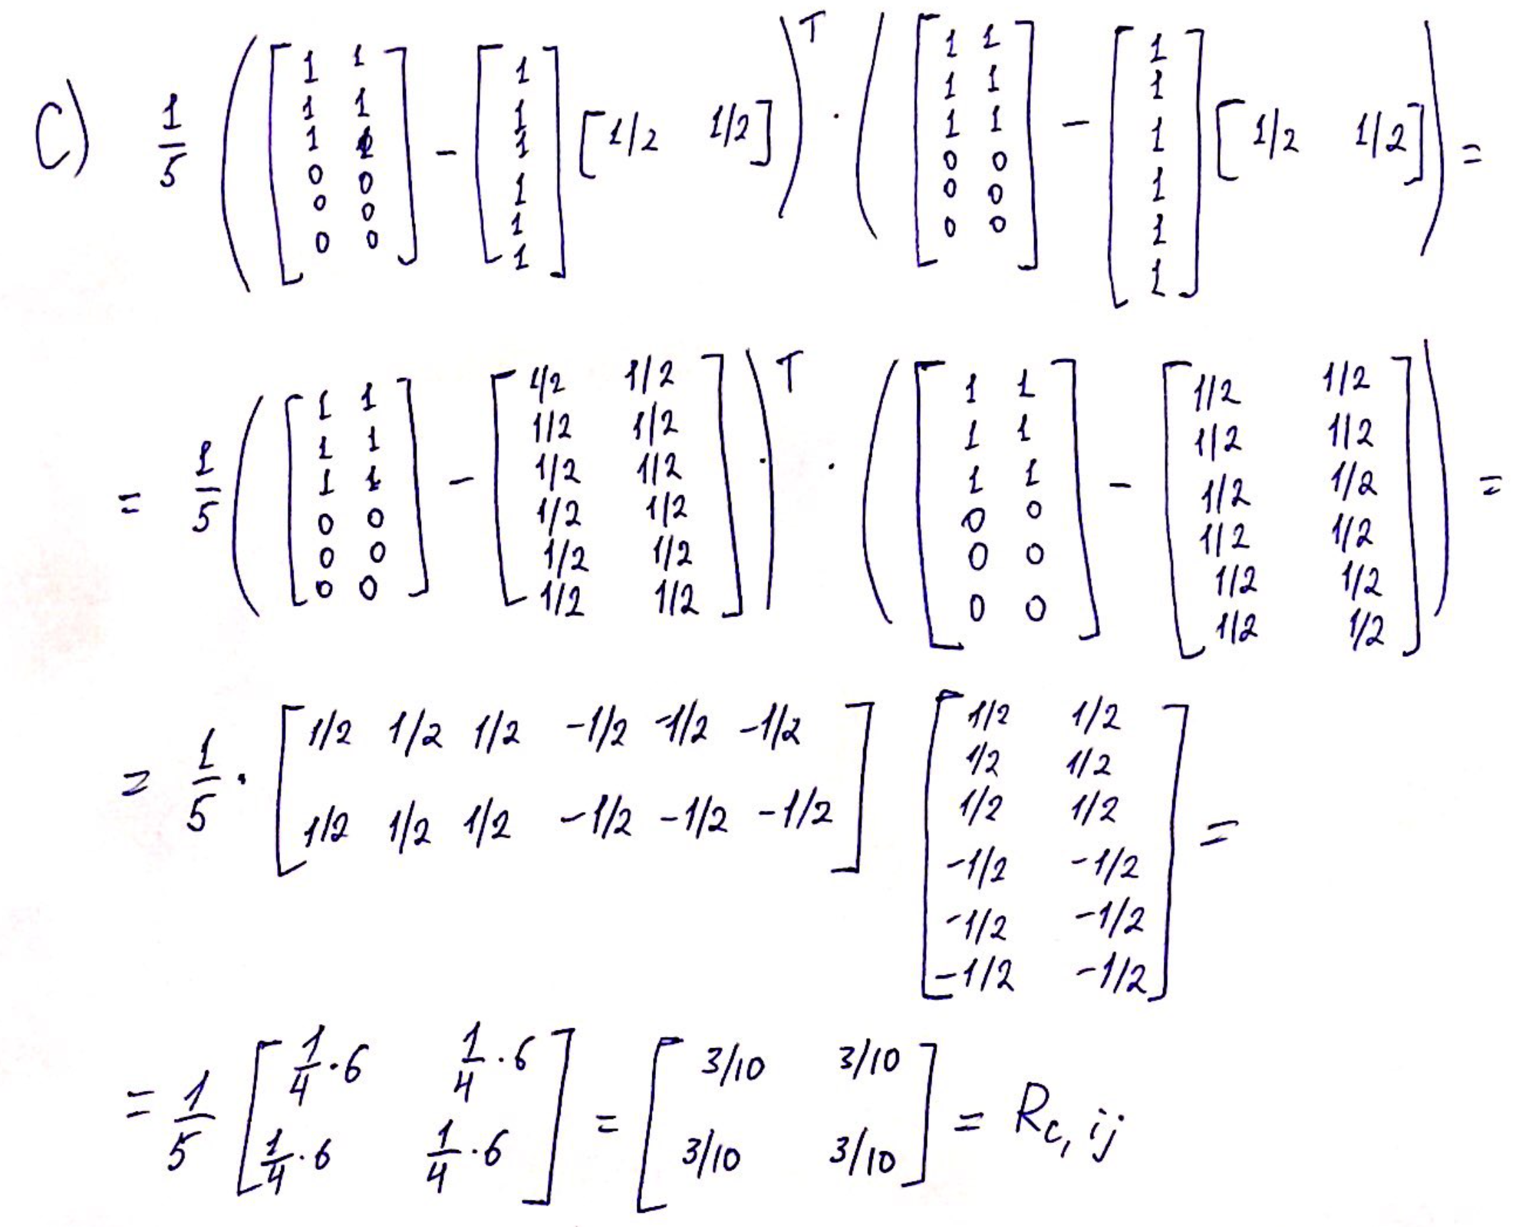 C) 1/5 ( [1 1; 1 1; 1 1; 0 0; 0 0; 0 0] - [1; 1; 1; 1; 1; 1] [1/2 1/2] )^T · ( [1 1; 1 1; 1 1; 0 0; 0 0; 0 0] - [1; 1; 1; 1; 1; 1] [1/2 1/2] ) =
= 1/5 ( [1 1; 1 1; 1 1; 0 0; 0 0; 0 0] - [1/2 1/2; 1/2 1/2; 1/2 1/2; 1/2 1/2; 1/2 1/2; 1/2 1/2] )^T · ( [1 1; 1 1; 1 1; 0 0; 0 0; 0 0] - [1/2 1/2; 1/2 1/2; 1/2 1/2; 1/2 1/2; 1/2 1/2; 1/2 1/2] ) =
= 1/5 · [1/2 1/2 1/2 -1/2 -1/2 -1/2; 1/2 1/2 1/2 -1/2 -1/2 -1/2] [1/2 1/2; 1/2 1/2; 1/2 1/2; -1/2 -1/2; -1/2 -1/2; -1/2 -1/2] =
= 1/5 [1/4·6 1/4·6; 1/4·6 1/4·6] = [3/10 3/10; 3/10 3/10] = R_c,ij